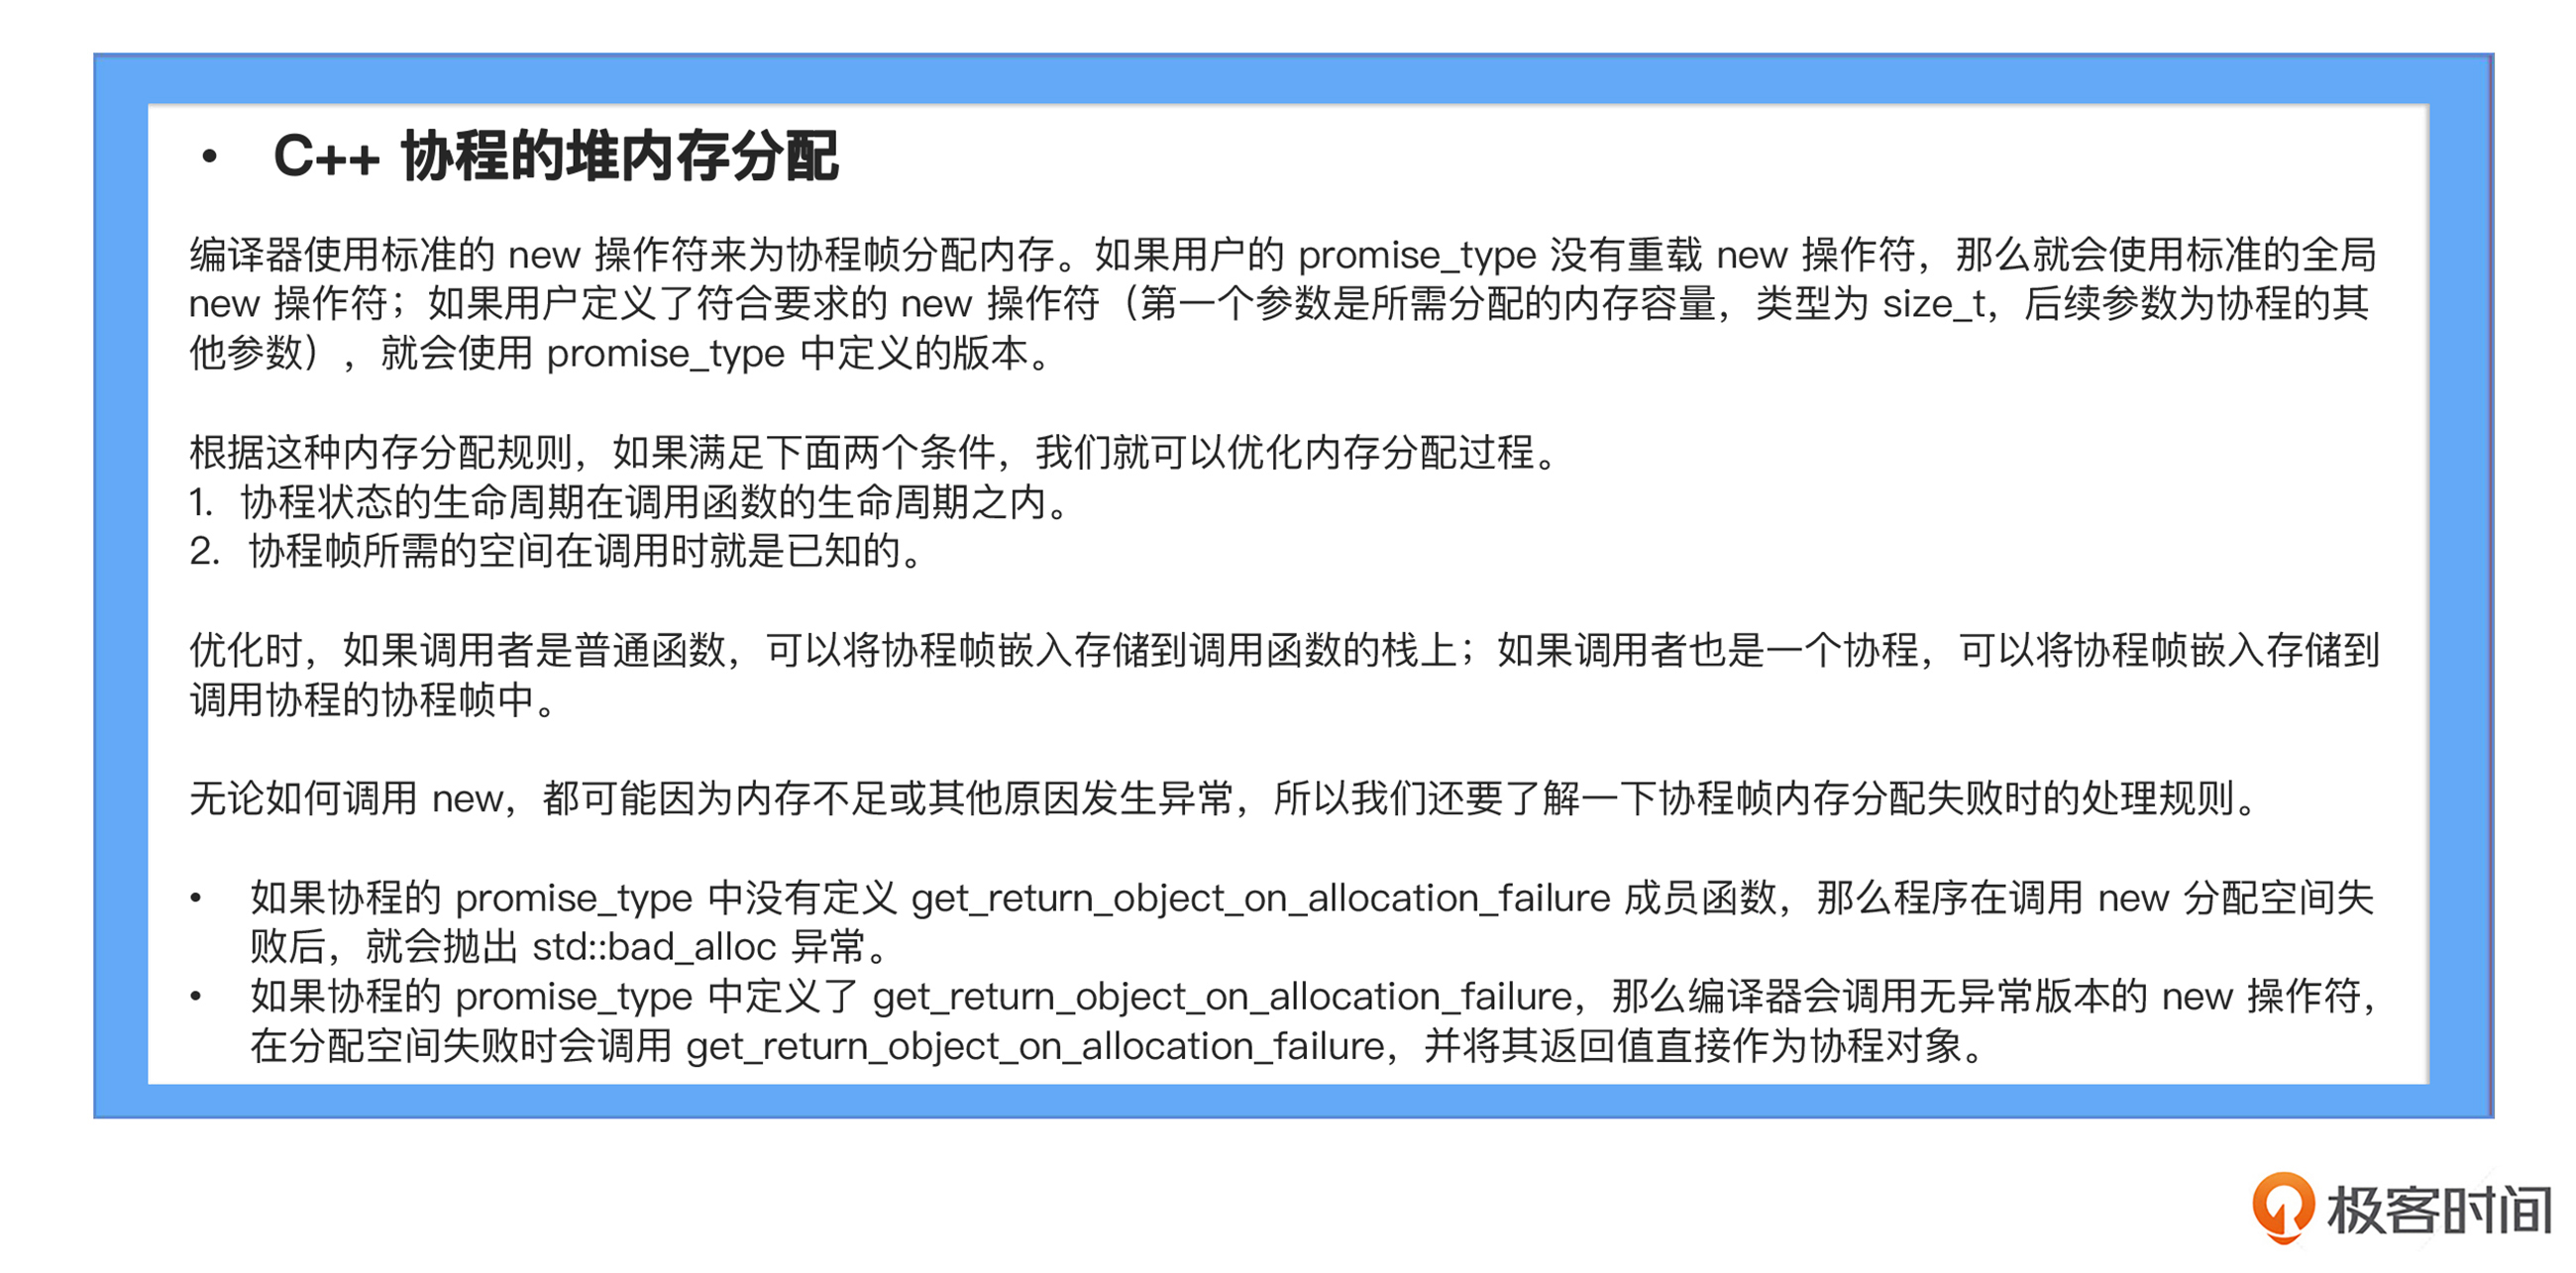 • C++ 协程的堆内存分配
编译器使用标准的 new 操作符来为协程帧分配内存。如果用户的 promise_type 没有重载 new 操作符，那么就会使用标准的全局
new 操作符；如果用户定义了符合要求的 new 操作符（第一个参数是所需分配的内存容量，类型为 size_t，后续参数为协程的其
他参数），就会使用 promise_type 中定义的版本。
根据这种内存分配规则，如果满足下面两个条件，我们就可以优化内存分配过程。
1. 协程状态的生命周期在调用函数的生命周期之内。
2. 协程帧所需的空间在调用时就是已知的。
优化时，如果调用者是普通函数，可以将协程帧嵌入存储到调用函数的栈上；如果调用者也是一个协程，可以将协程帧嵌入存储到
调用协程的协程帧中。
无论如何调用 new，都可能因为内存不足或其他原因发生异常，所以我们还要了解一下协程帧内存分配失败时的处理规则。
• 如果协程的 promise_type 中没有定义 get_return_object_on_allocation_failure 成员函数，那么程序在调用 new 分配空间失
败后，就会抛出 std::bad_alloc 异常。
• 如果协程的 promise_type 中定义了 get_return_object_on_allocation_failure，那么编译器会调用无异常版本的 new 操作符，
在分配空间失败时会调用 get_return_object_on_allocation_failure，并将其返回值直接作为协程对象。
极客时间